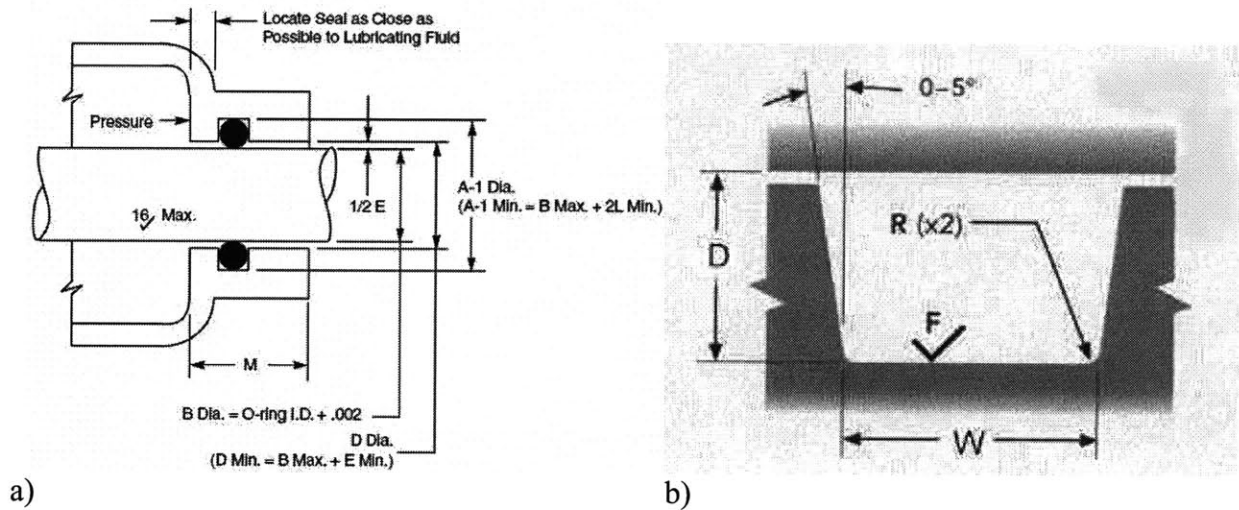 Locate Seal as Close as
Possible to Lubricating Fluid
Pressure
16 Max.
1/2 E
A-1 Dia.
(A-1 Min. = B Max. + 2L Min.)
M
B Dia. = O-ring I.D. + .002
D Dia.
(D Min. = B Max. + E Min.)
a)
0–5°
R (x2)
D
F
W
b)